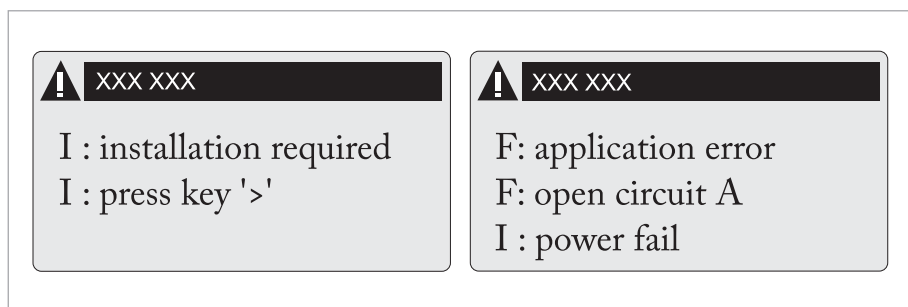 XXX XXX
I : installation required
I : press key '>'
XXX XXX
F: application error
F: open circuit A
I : power fail